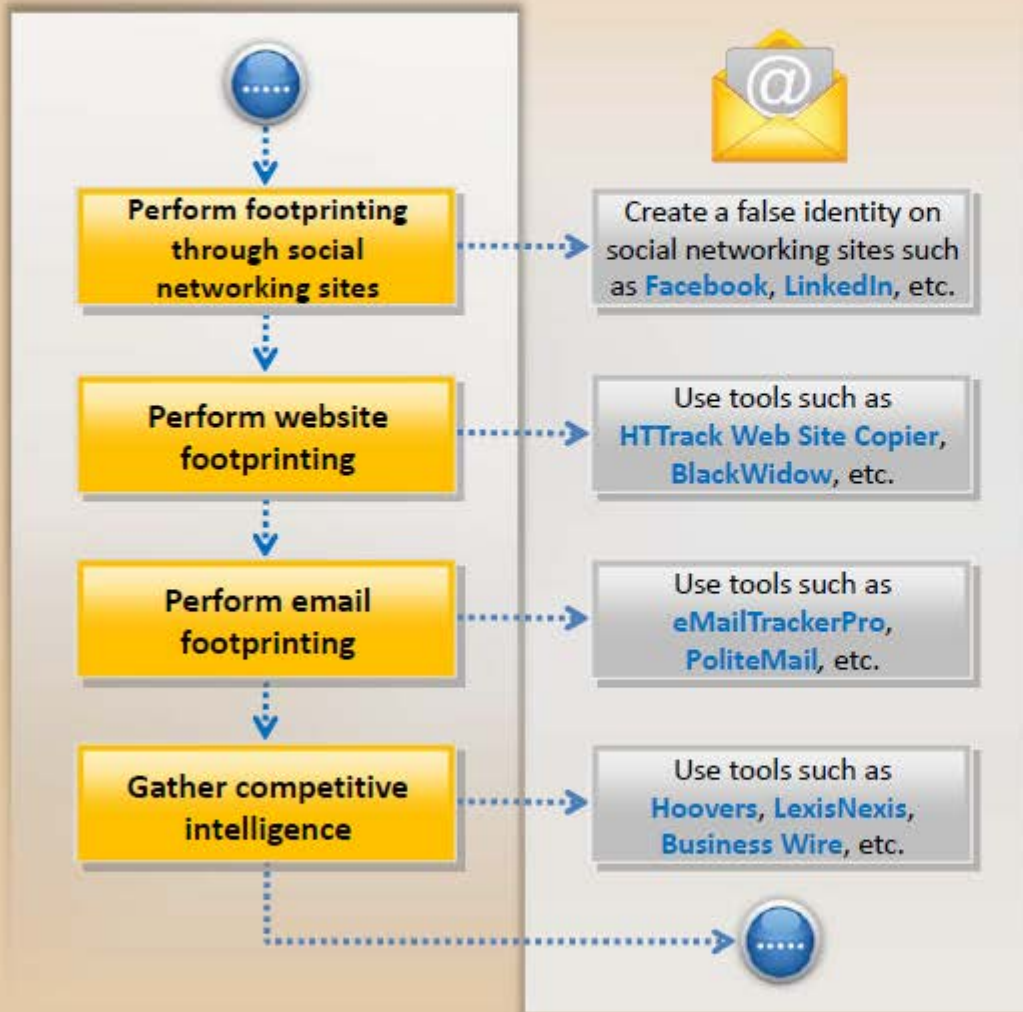 Perform footprinting
through social
networking sites
Create a false identity on
social networking sites such
as Facebook, LinkedIn, etc.
Perform website
footprinting
Use tools such as
HTTrack Web Site Copier,
BlackWidow, etc.
Perform email
footprinting
Use tools such as
eMailTrackerPro,
PoliteMail, etc.
Gather competitive
intelligence
Use tools such as
Hoovers, LexisNexis,
Business Wire, etc.